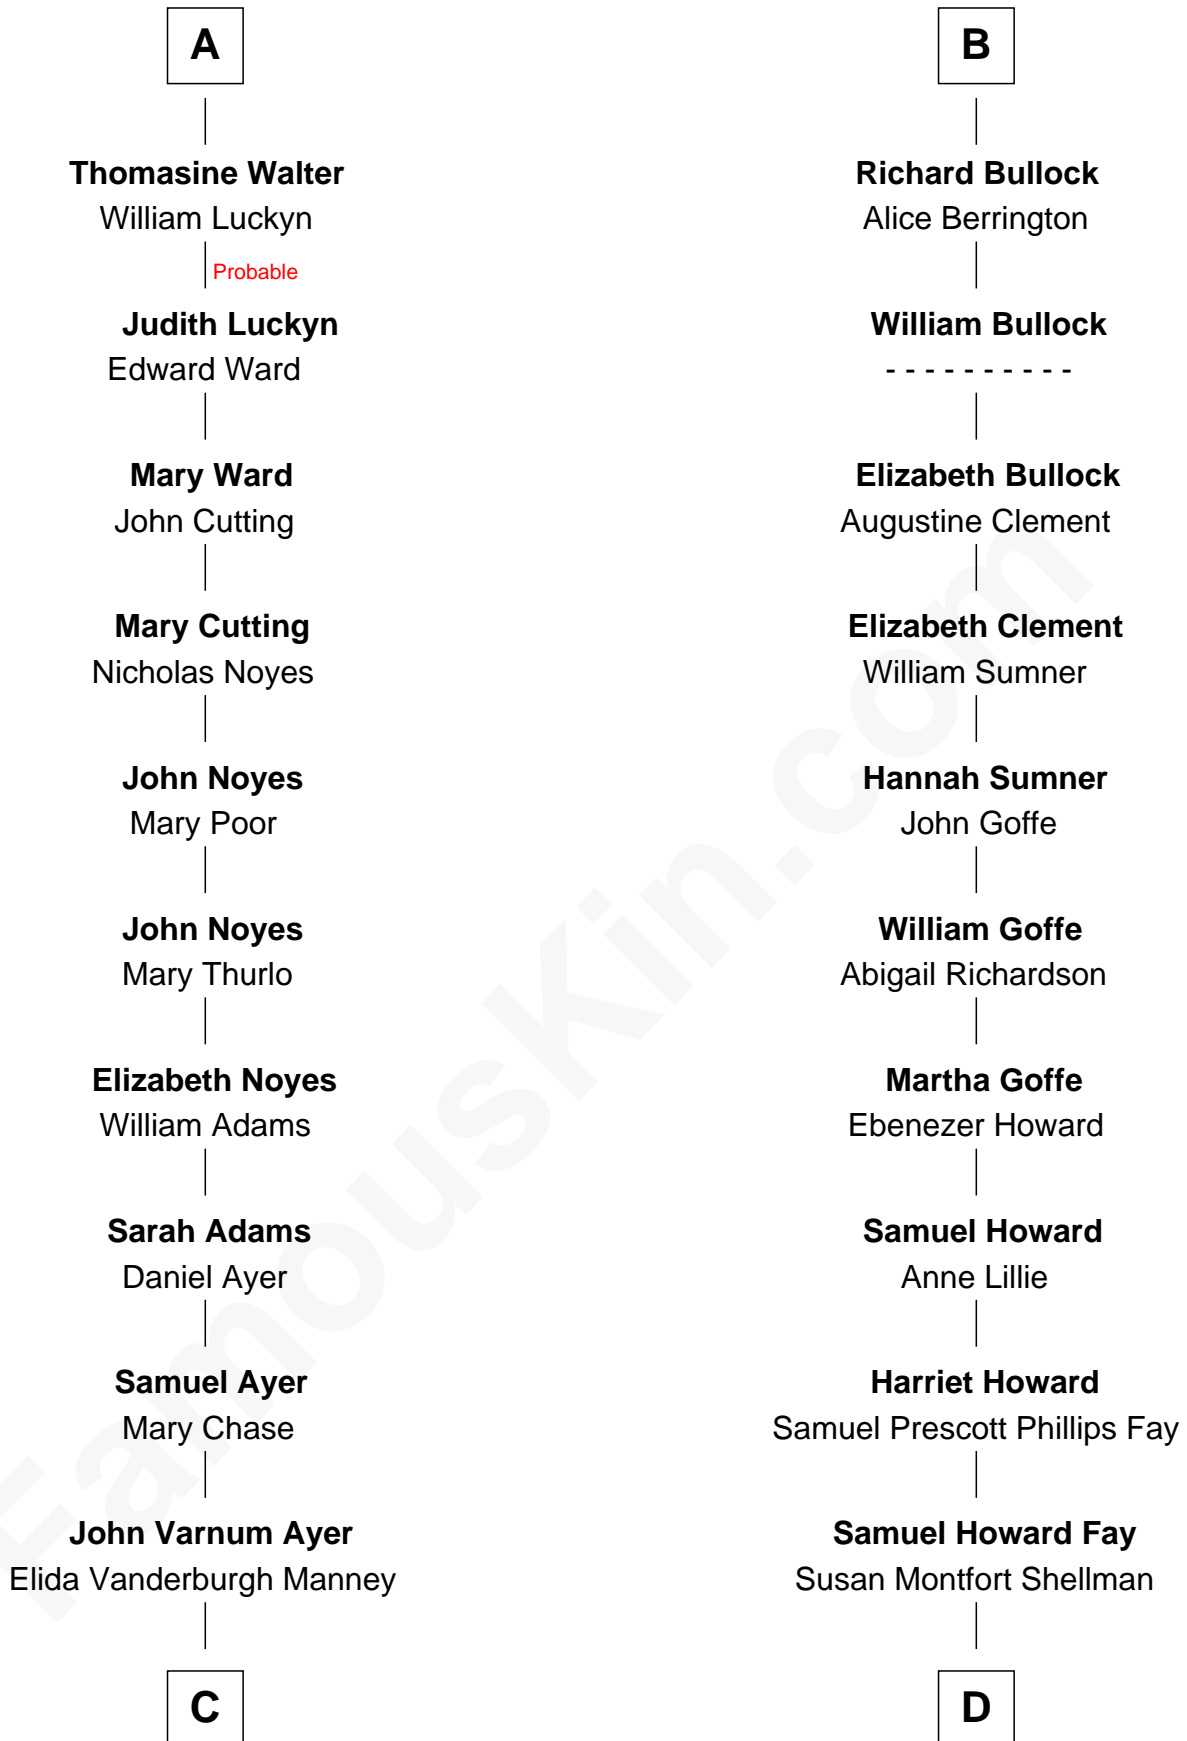 A
Thomasine Walter
William Luckyn
Probable
Judith Luckyn
Edward Ward
Mary Ward
John Cutting
Mary Cutting
Nicholas Noyes
John Noyes
Mary Poor
John Noyes
Mary Thurlo
Elizabeth Noyes
William Adams
Sarah Adams
Daniel Ayer
Samuel Ayer
Mary Chase
John Varnum Ayer
Elida Vanderburgh Manney
C
B
Richard Bullock
Alice Berrington
William Bullock
- - - - - - - - - -
Elizabeth Bullock
Augustine Clement
Elizabeth Clement
William Sumner
Hannah Sumner
John Goffe
William Goffe
Abigail Richardson
Martha Goffe
Ebenezer Howard
Samuel Howard
Anne Lillie
Harriet Howard
Samuel Prescott Phillips Fay
Samuel Howard Fay
Susan Montfort Shellman
D
FamousKin.com